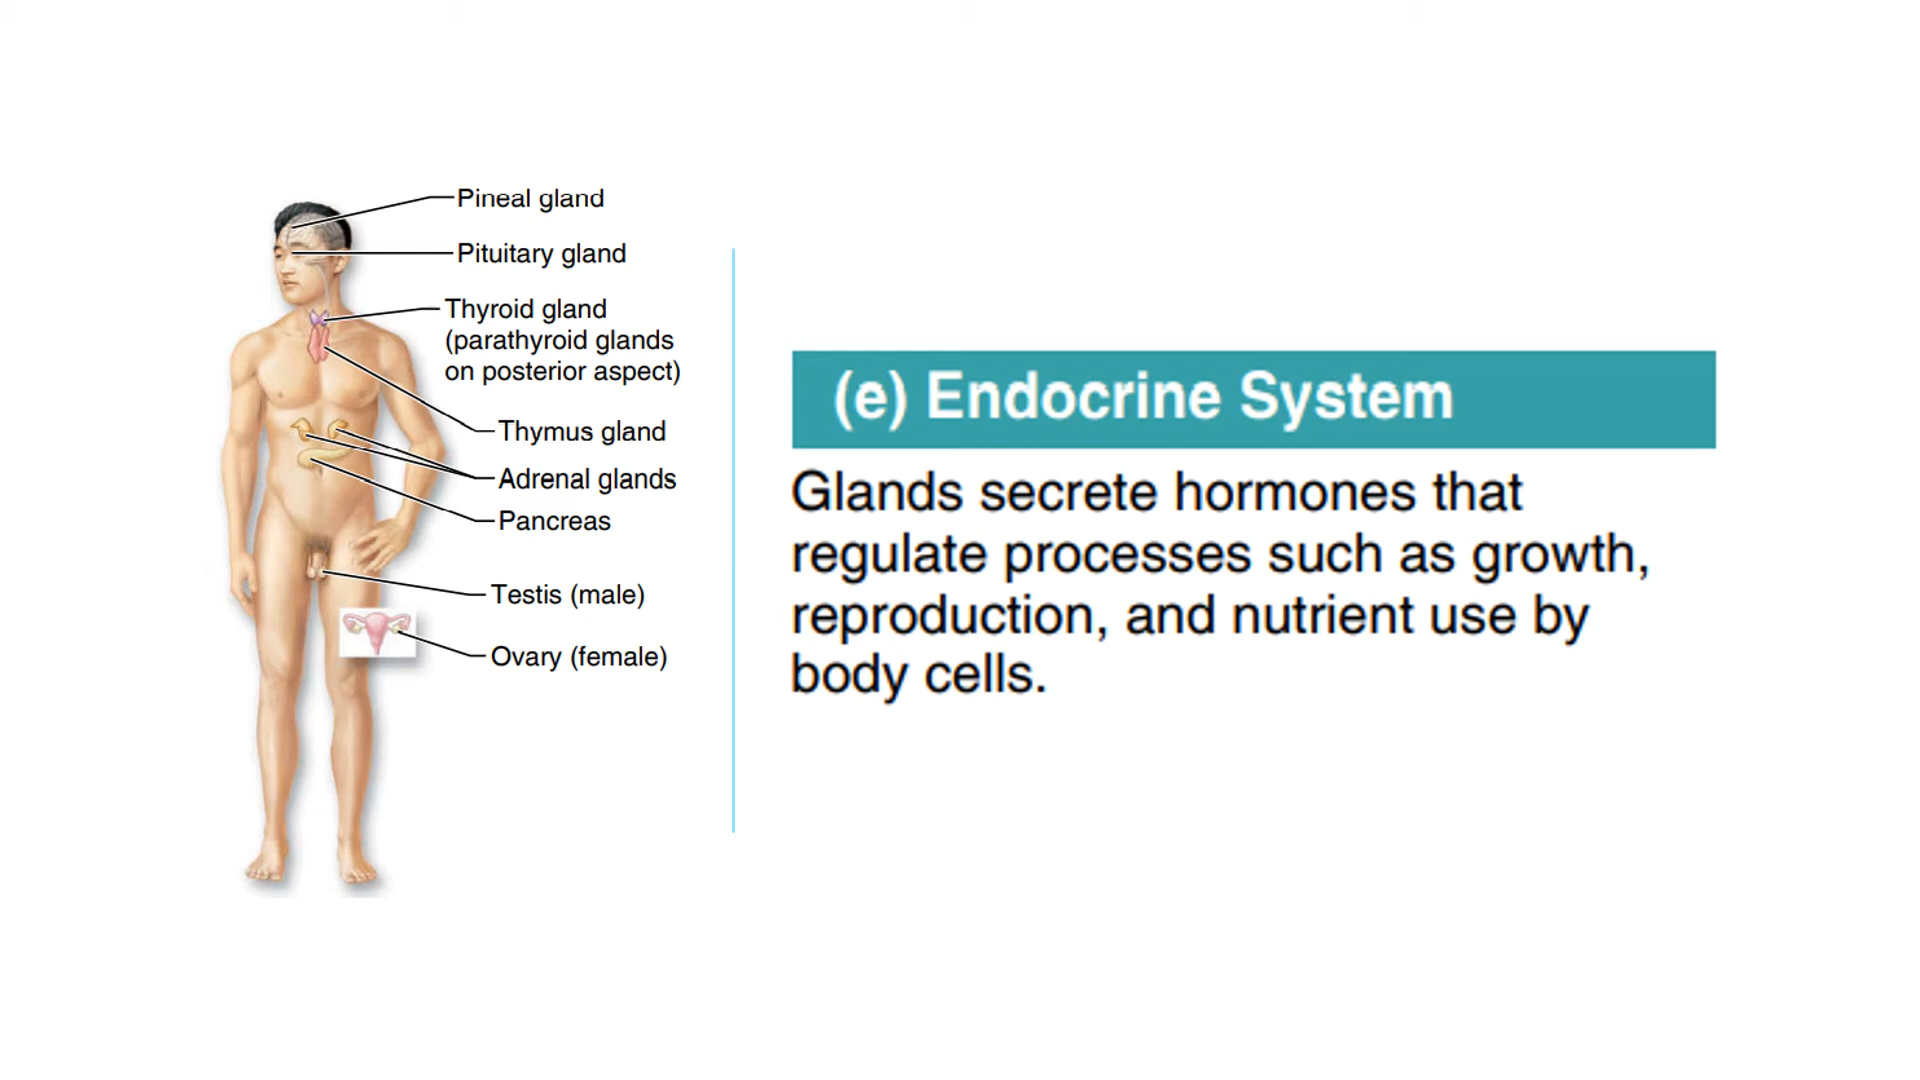 Pineal gland
Pituitary gland
Thyroid gland
(parathyroid glands
on posterior aspect)
Thymus gland
Adrenal glands
Pancreas
Testis (male)
Ovary (female)
(e) Endocrine System
Glands secrete hormones that
regulate processes such as growth,
reproduction, and nutrient use by
body cells.